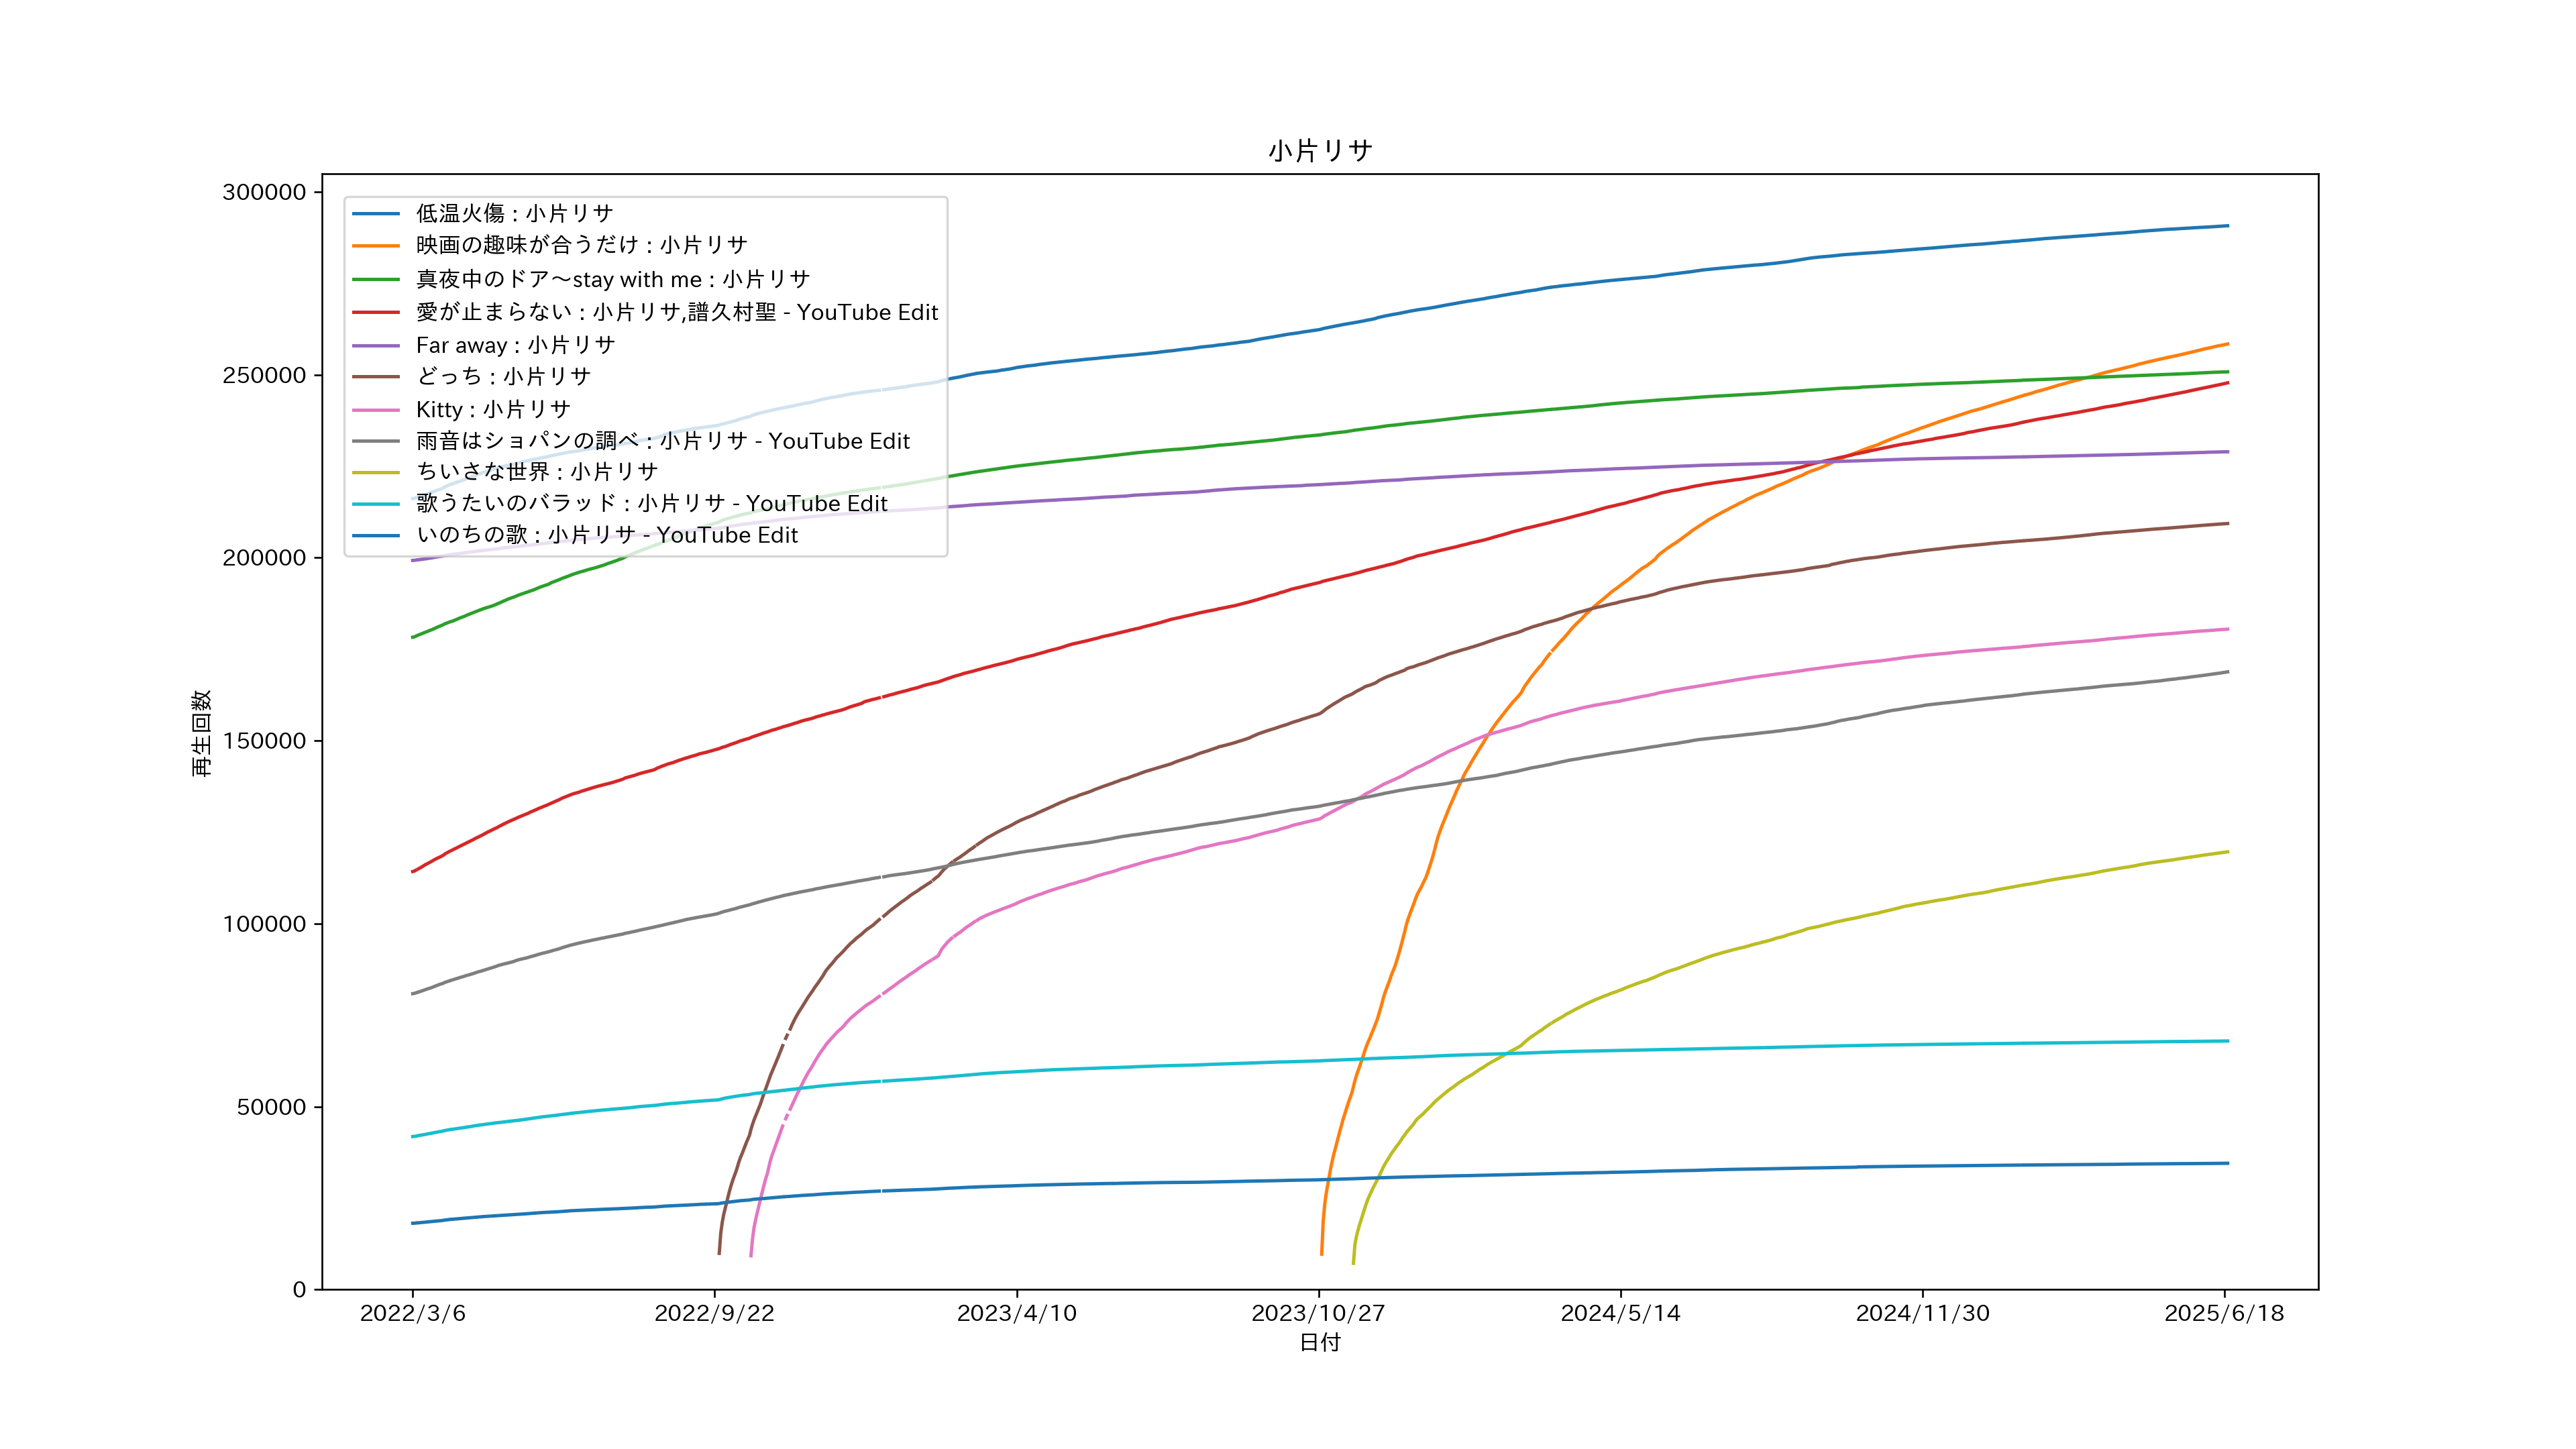 小片リサ
300000
250000
200000
150000
100000
50000
0
再生回数
低温火傷 : 小片リサ
映画の趣味が合うだけ : 小片リサ
真夜中のドア〜stay with me : 小片リサ
愛が止まらない : 小片リサ,譜久村聖 - YouTube Edit
Far away : 小片リサ
どっち : 小片リサ
Kitty : 小片リサ
雨音はショパンの調べ : 小片リサ - YouTube Edit
ちいさな世界 : 小片リサ
歌うたいのバラッド : 小片リサ - YouTube Edit
いのちの歌 : 小片リサ - YouTube Edit
2022/3/6 2022/9/22 2023/4/10 2023/10/27 2024/5/14 2024/11/30 2025/6/18
日付